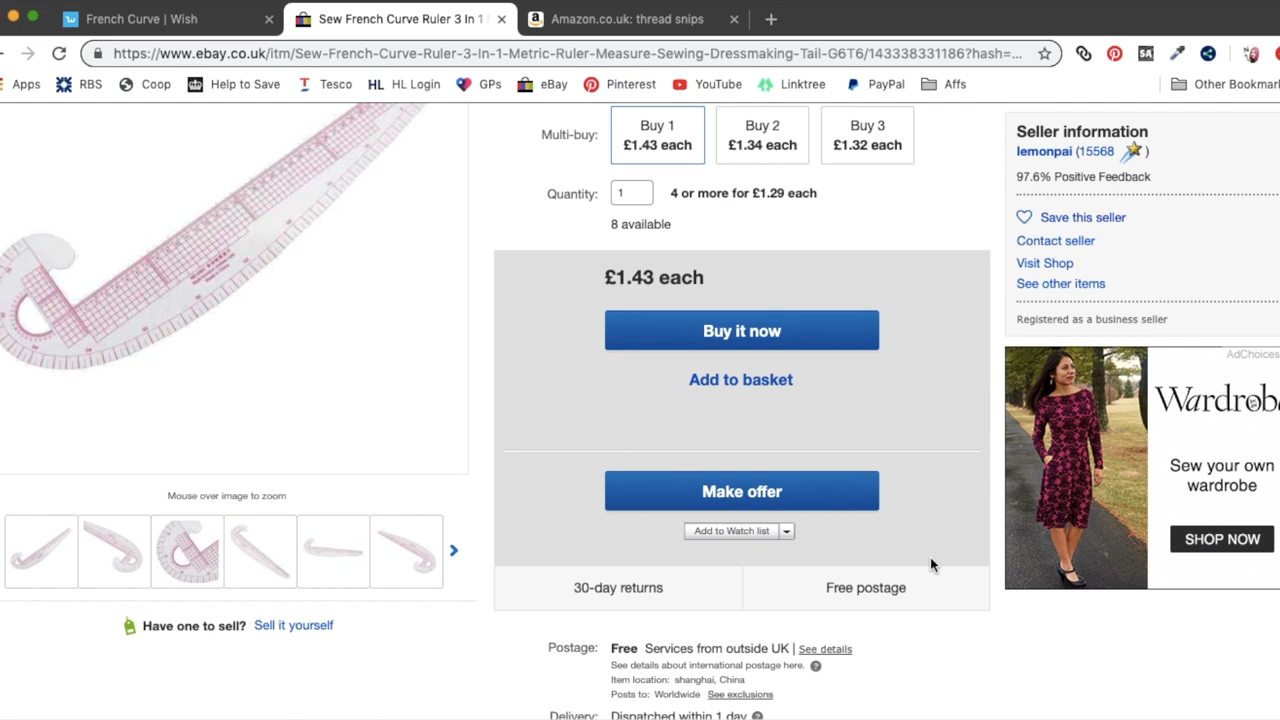 French Curve | Wish
Sew French Curve Ruler 3 In 1
Amazon.co.uk: thread snips
https://www.ebay.co.uk/itm/Sew-French-Curve-Ruler-3-In-1-Metric-Ruler-Measure-Sewing-Dressmaking-Tail-G6T6/143338331186?hash=...
SA
Apps RBS Coop Help to Save Tesco HL Login GPs eBay Pinterest YouTube Linktree PayPal Affs Other Bookmar
Multi-buy:
Buy 1
£1.43 each
Buy 2
£1.34 each
Buy 3
£1.32 each
Quantity: 1 4 or more for £1.29 each
8 available
£1.43 each
Buy it now
Add to basket
Make offer
Add to Watch list
30-day returns
Free postage
Postage: Free Services from outside UK | See details
See details about international postage here.
Item location: shanghai, China
Posts to: Worldwide See exclusions
Delivery: Dispatched within 1 day
Mouse over image to zoom
Have one to sell? Sell it yourself
Seller information
lemonpai (15568 )
97.6% Positive Feedback
Save this seller
Contact seller
Visit Shop
See other items
Registered as a business seller
AdChoices
Wardrobe
Sew your own
wardrobe
SHOP NOW